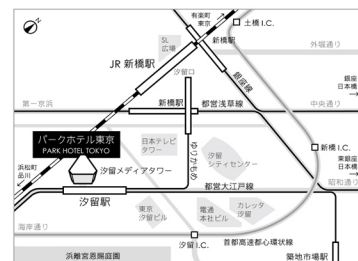 有楽町
東京
土橋 I.C.
新橋駅
SL
広場
外堀通り
JR 新橋駅
汐留口
銀座線
銀座
日本橋
第一京浜
新橋駅
都営浅草線
中央通り
パークホテル東京
PARK HOTEL TOKYO
日本テレビ
タワー
ゆりかもめ
汐留
シティセンター
新橋 I.C.
東銀座
日本橋
浜松町
品川
汐留メディアタワー
汐留駅
都営大江戸線
昭和通り
海岸通り
東京
汐留ビル
電通
本社ビル
カレッタ
汐留
汐留 I.C.
首都高速都心環状線
浜離宮恩賜庭園
築地市場駅